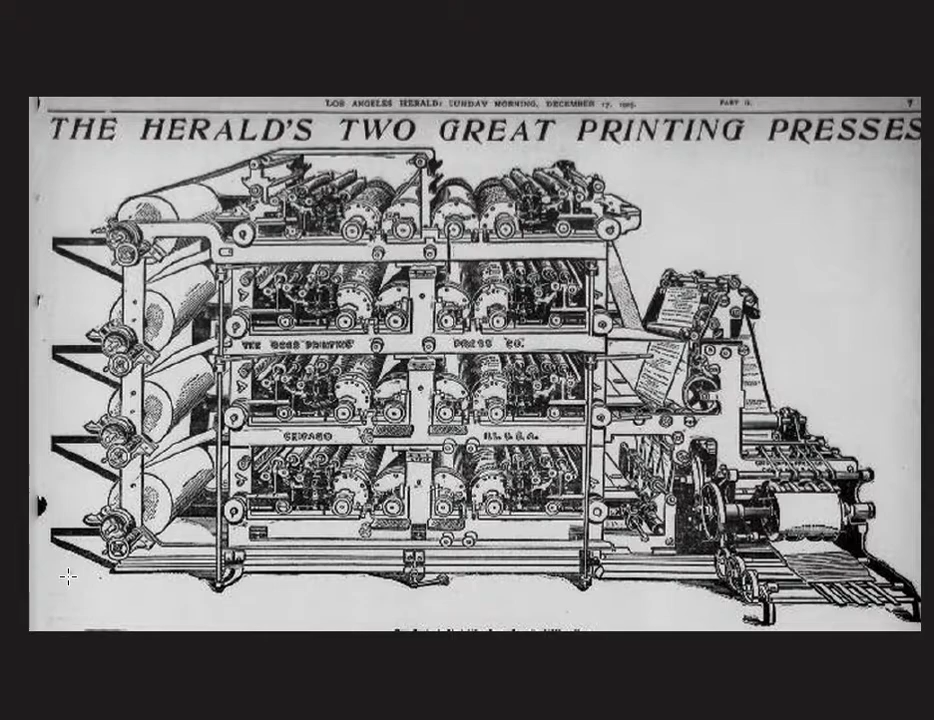 LOS ANGELES HERALD: SUNDAY MORNING, DECEMBER 17, 1905. PART II. 7
THE HERALD'S TWO GREAT PRINTING PRESSES
THE GOSS PRINTING PRESS CO.
CHICAGO ILL. U.S.A.